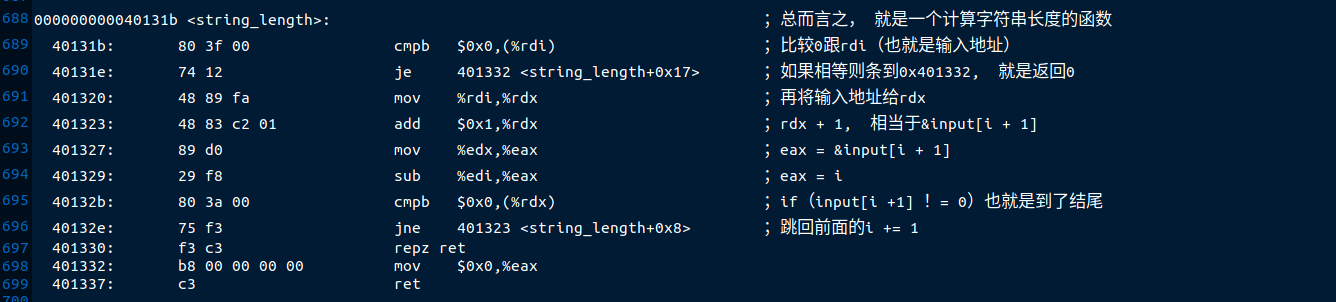 688 000000000040131b <string_length>: ; 总而言之， 就是一个计算字符串长度的函数
689 40131b: 80 3f 00 cmpb $0x0,(%rdi) ; 比较0跟rdi（也就是输入地址）
690 40131e: 74 12 je 401332 <string_length+0x17> ; 如果相等则条到0x401332, 就是返回0
691 401320: 48 89 fa mov %rdi,%rdx ; 再将输入地址给rdx
692 401323: 48 83 c2 01 add $0x1,%rdx ; rdx + 1, 相当于&input[i + 1]
693 401327: 89 d0 mov %edx,%eax ; eax = &input[i + 1]
694 401329: 29 f8 sub %edi,%eax ; eax = i
695 40132b: 80 3a 00 cmpb $0x0,(%rdx) ; if（input[i +1] ！= 0）也就是到了结尾
696 40132e: 75 f3 jne 401323 <string_length+0x8> ; 跳回前面的i += 1
697 401330: f3 c3 repz ret
698 401332: b8 00 00 00 00 mov $0x0,%eax
699 401337: c3 ret